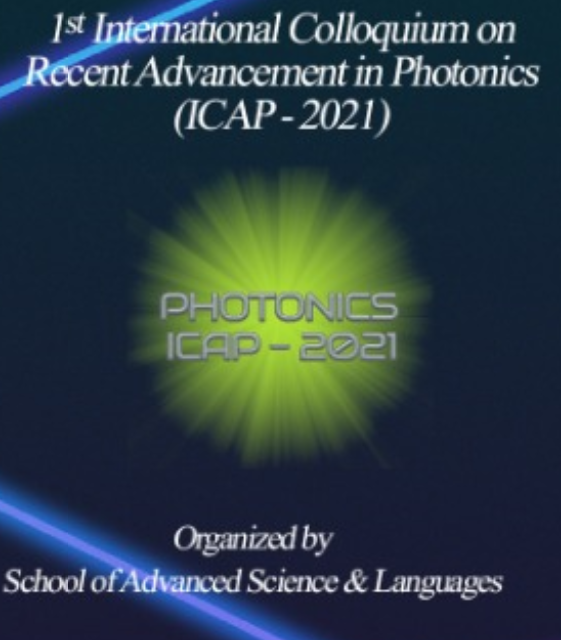 1st International Colloquium on
Recent Advancement in Photonics
(ICAP - 2021)
PHOTONICS
ICAP - 2021
Organized by
School of Advanced Science & Languages